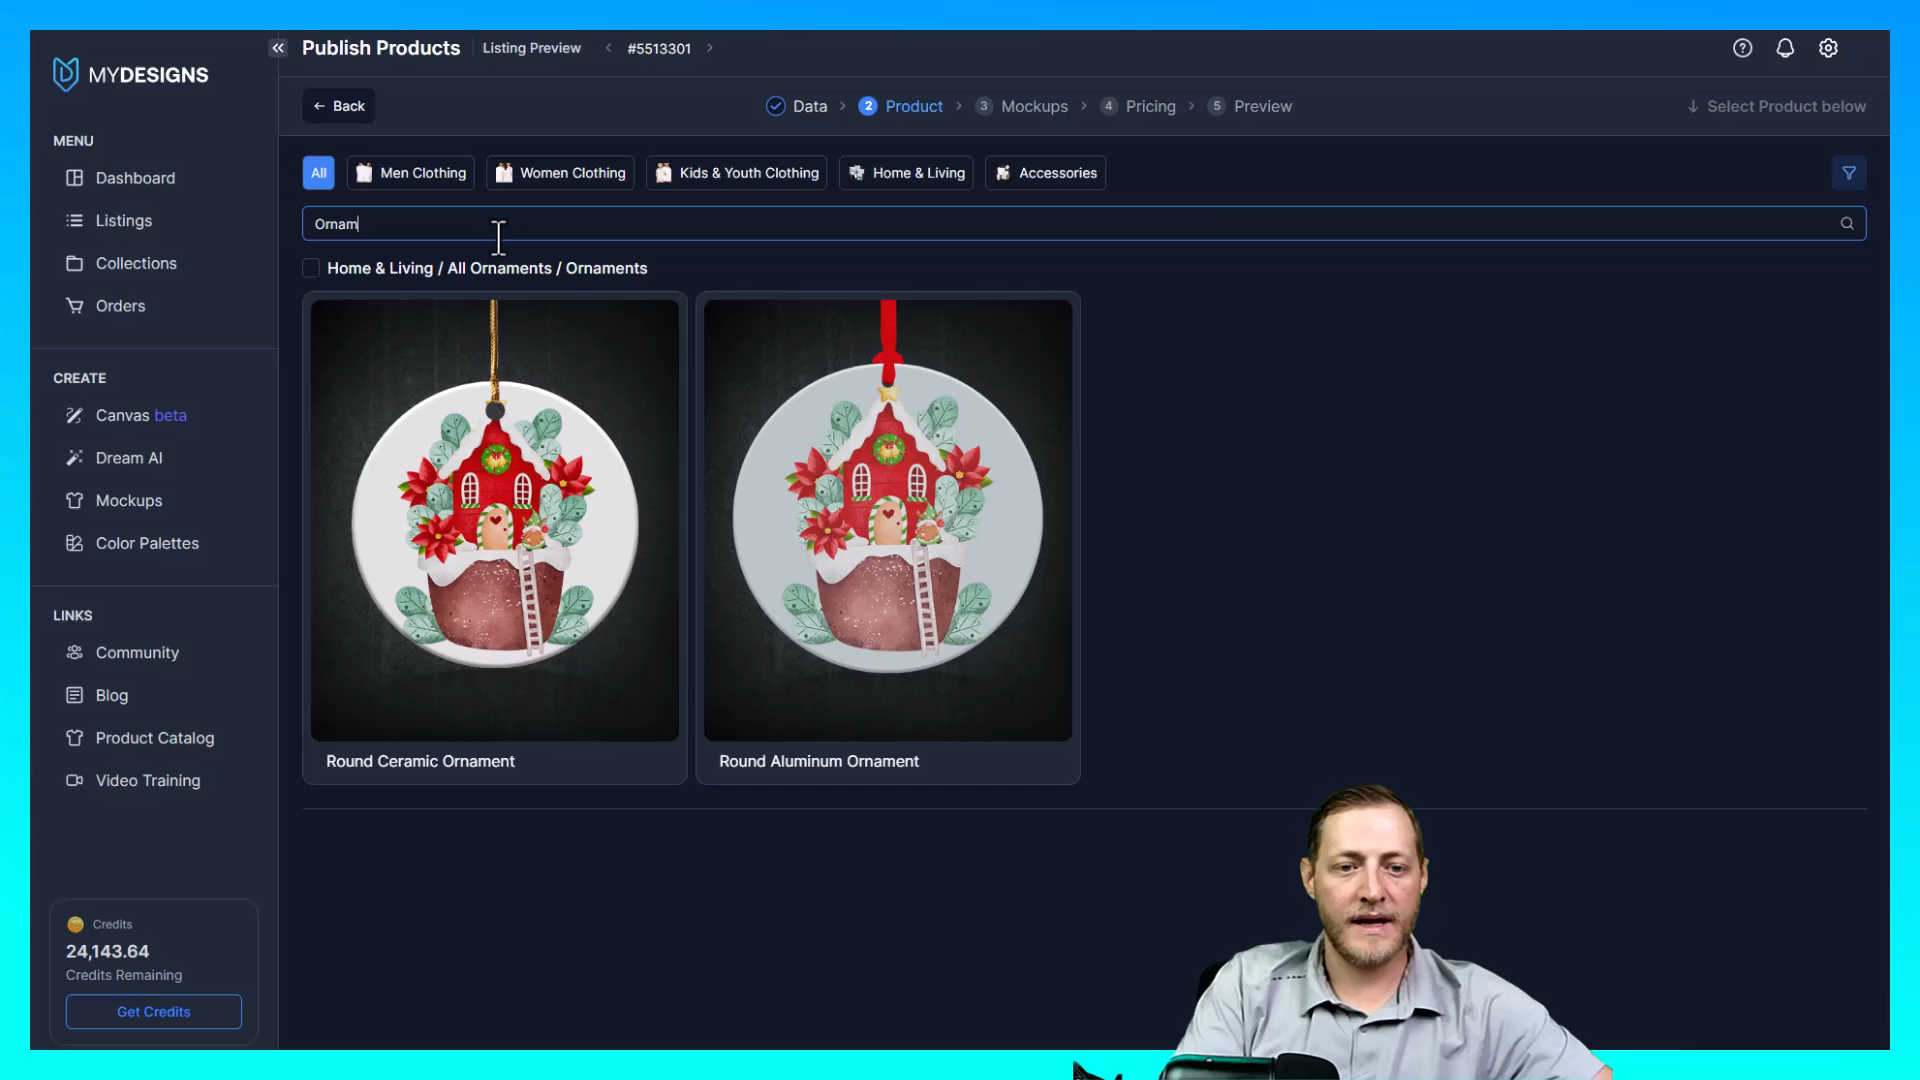 Publish Products
Listing Preview
#5513301
MYDESIGNS
Back
Data
2 Product
3 Mockups
4 Pricing
5 Preview
Select Product below
MENU
Dashboard
Listings
Collections
Orders
CREATE
Canvas beta
Dream AI
Mockups
Color Palettes
LINKS
Community
Blog
Product Catalog
Video Training
Credits
24,143.64
Credits Remaining
Get Credits
All
Men Clothing
Women Clothing
Kids & Youth Clothing
Home & Living
Accessories
Ornam
Home & Living / All Ornaments / Ornaments
Round Ceramic Ornament
Round Aluminum Ornament